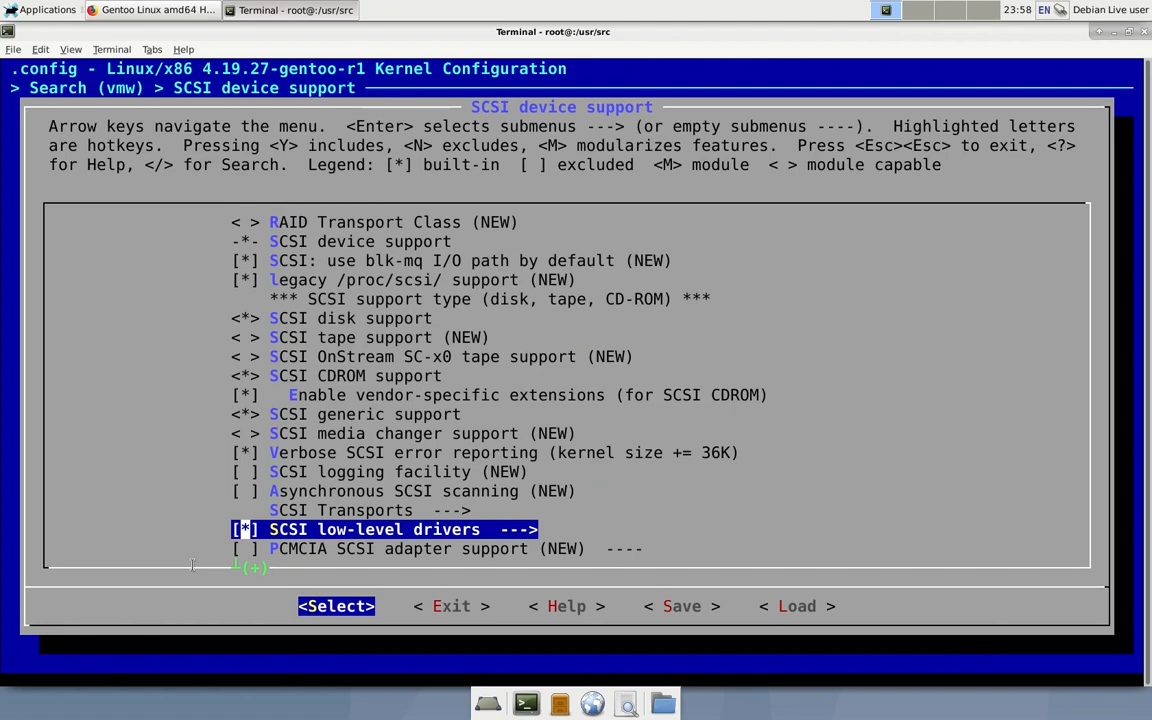 Applications Gentoo Linux amd64 H... Terminal - root@:/usr/src 23:58 EN Debian Live user
Terminal - root@:/usr/src
File Edit View Terminal Tabs Help
.config - Linux/x86 4.19.27-gentoo-r1 Kernel Configuration
> Search (vmw) > SCSI device support
SCSI device support
Arrow keys navigate the menu.  <Enter> selects submenus ---> (or empty submenus ----).  Highlighted letters
are hotkeys.  Pressing <Y> includes, <N> excludes, <M> modularizes features.  Press <Esc><Esc> to exit, <?>
for Help, </> for Search.  Legend: [*] built-in  [ ] excluded  <M> module  < > module capable
< > RAID Transport Class (NEW)
-*- SCSI device support
[*] SCSI: use blk-mq I/O path by default (NEW)
[*] legacy /proc/scsi/ support (NEW)
*** SCSI support type (disk, tape, CD-ROM) ***
<*> SCSI disk support
< > SCSI tape support (NEW)
< > SCSI OnStream SC-x0 tape support (NEW)
<*> SCSI CDROM support
[*]   Enable vendor-specific extensions (for SCSI CDROM)
<*> SCSI generic support
< > SCSI media changer support (NEW)
[*] Verbose SCSI error reporting (kernel size += 36K)
[ ] SCSI logging facility (NEW)
[ ] Asynchronous SCSI scanning (NEW)
SCSI Transports  --->
[*] SCSI low-level drivers  --->
[ ] PCMCIA SCSI adapter support (NEW)  ----
(+)
<Select> < Exit > < Help > < Save > < Load >